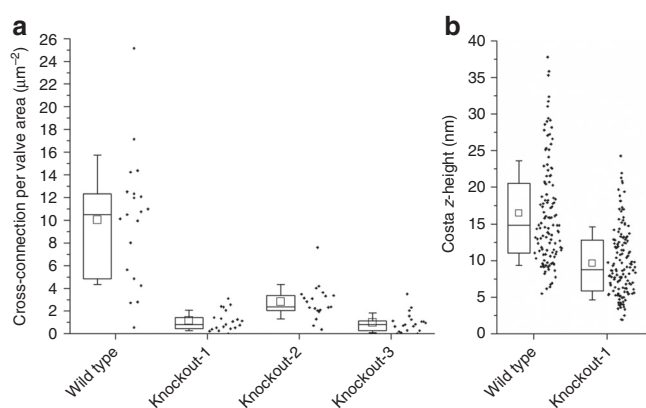 a
Cross-connection per valve area (μm⁻²)
26
24
22
20
18
16
14
12
10
8
6
4
2
0
Wild type
Knockout-1
Knockout-2
Knockout-3
b
Costa z-height (nm)
40
35
30
25
20
15
10
5
0
Wild type
Knockout-1